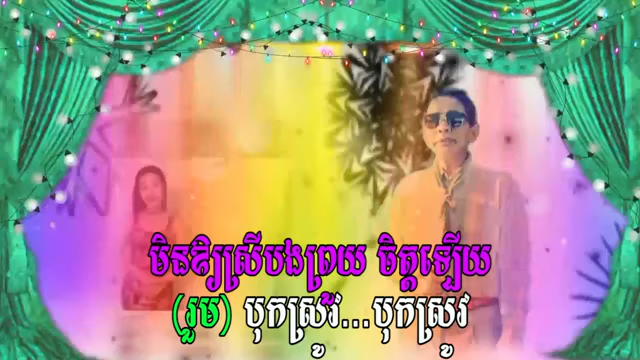 មិនឱ្យស្រីបងព្រួយ ចិត្តឡើយ
(រួម) បុកស្រូវ...បុកស្រូវ